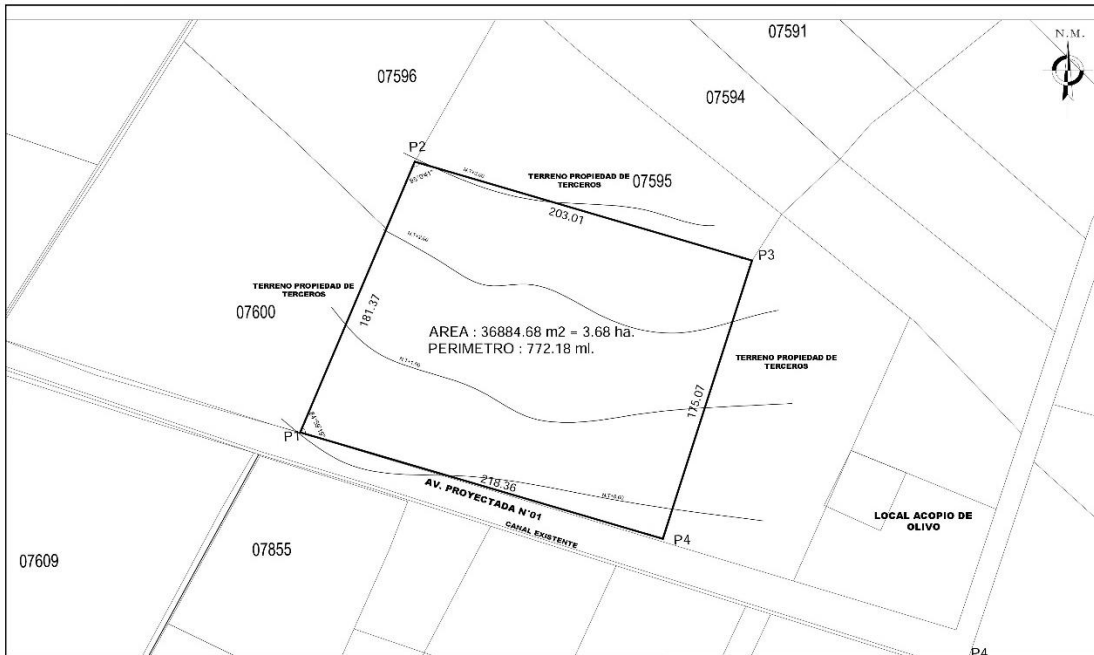 07591
N.M.
07596
07594
P2
TERRENO PROPIEDAD DE
TERCEROS
07595
203.01
P3
TERRENO PROPIEDAD DE
TERCEROS
07600
181.37
AREA : 36884.68 m2 = 3.68 ha.
PERIMETRO : 772.18 ml.
TERRENO PROPIEDAD DE
TERCEROS
175.07
P1
218.36
AV. PROYECTADA N°01
CANAL EXISTENTE
P4
LOCAL ACOPIO DE
OLIVO
07609
07855
P4